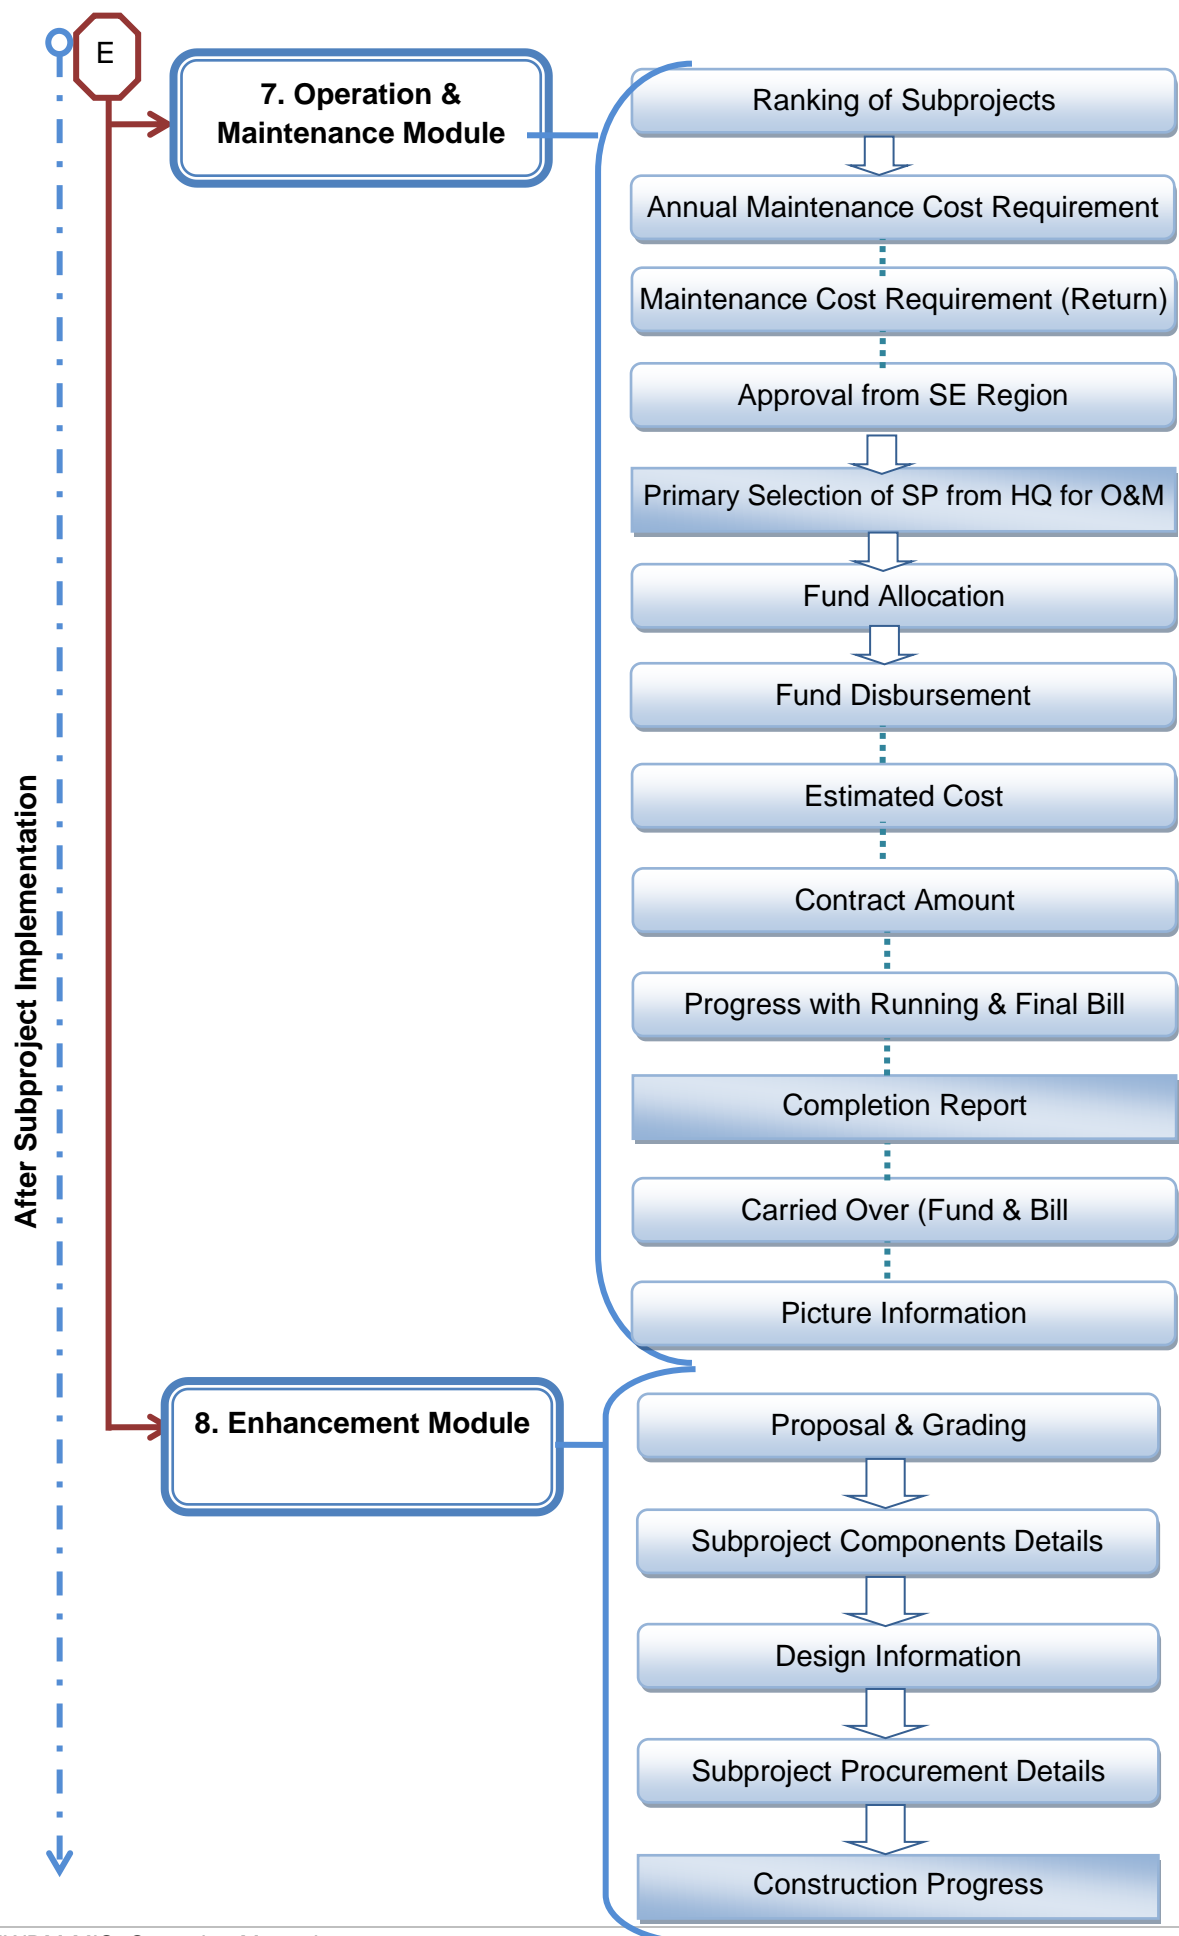 E
7. Operation &
Maintenance Module
Ranking of Subprojects
Annual Maintenance Cost Requirement
Maintenance Cost Requirement (Return)
Approval from SE Region
Primary Selection of SP from HQ for O&M
Fund Allocation
Fund Disbursement
Estimated Cost
Contract Amount
Progress with Running & Final Bill
Completion Report
Carried Over (Fund & Bill
Picture Information
After Subproject Implementation
8. Enhancement Module
Proposal & Grading
Subproject Components Details
Design Information
Subproject Procurement Details
Construction Progress